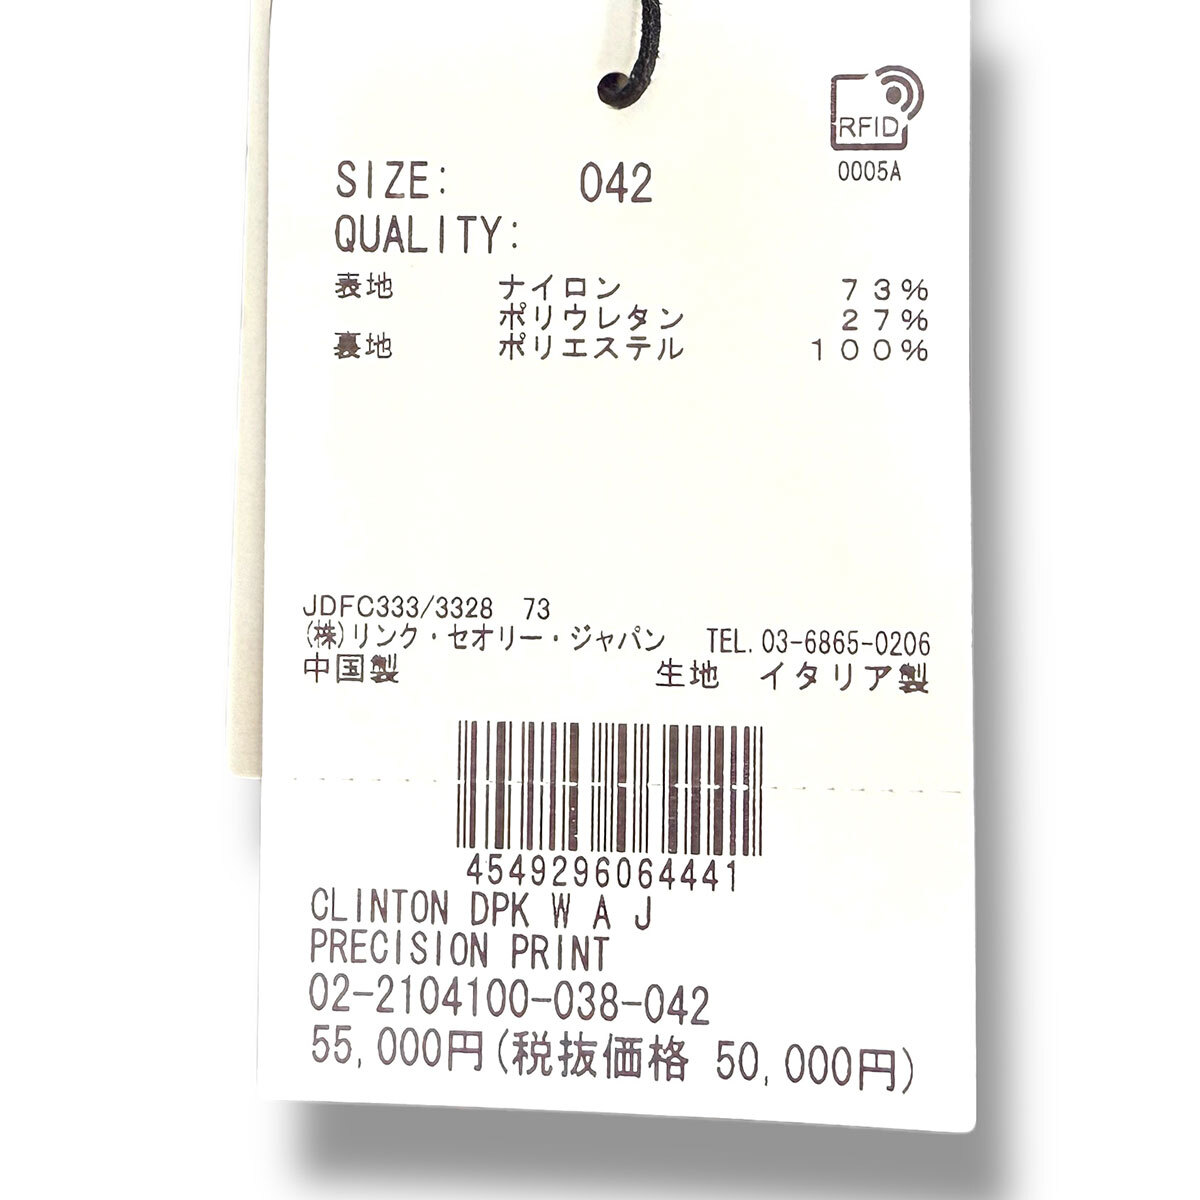 RFID
0005A
SIZE: 042
QUALITY:
表地 ナイロン 73%
ポリウレタン 27%
裏地 ポリエステル 100%
JDFC333/3328 73
(株)リンク・セオリー・ジャパン TEL.03-6865-0206
中国製 生地 イタリア製
4549296064441
CLINTON DPK W A J
PRECISION PRINT
02-2104100-038-042
55,000円(税抜価格 50,000円)